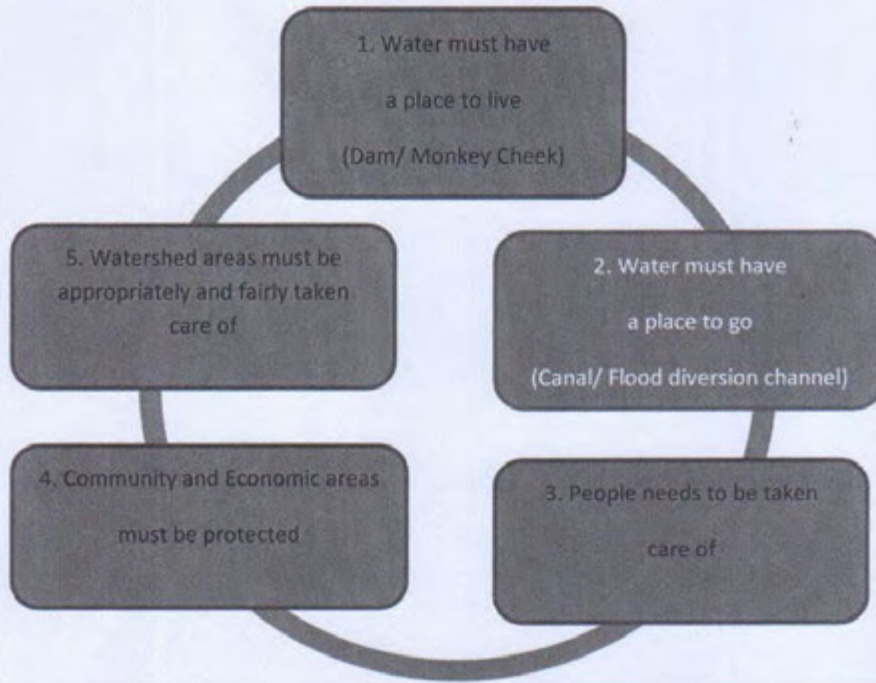 1. Water must have
a place to live
(Dam/ Monkey Cheek)
2. Water must have
a place to go
(Canal/ Flood diversion channel)
3. People needs to be taken
care of
4. Community and Economic areas
must be protected
5. Watershed areas must be
appropriately and fairly taken
care of